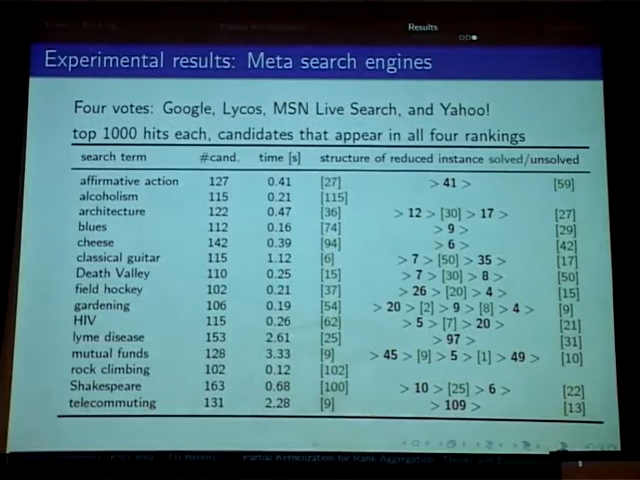 Results
Experimental results: Meta search engines
Four votes: Google, Lycos, MSN Live Search, and Yahoo!
top 1000 hits each, candidates that appear in all four rankings
search term #cand. time [s] structure of reduced instance solved/unsolved
affirmative action 127 0.41 [27] > 41 > [59]
alcoholism 115 0.21 [115]
architecture 122 0.47 [36] > 12 > [30] > 17 > [27]
blues 112 0.16 [74] > 9 > [29]
cheese 142 0.39 [94] > 6 > [42]
classical guitar 115 1.12 [6] > 7 > [50] > 35 > [17]
Death Valley 110 0.25 [15] > 7 > [30] > 8 > [50]
field hockey 102 0.21 [37] > 26 > [20] > 4 > [15]
gardening 106 0.19 [54] > 20 > [2] > 9 > [8] > 4 > [9]
HIV 115 0.26 [62] > 5 > [7] > 20 > [21]
lyme disease 153 2.61 [25] > 97 > [31]
mutual funds 128 3.33 [9] > 45 > [9] > 5 > [1] > 49 > [10]
rock climbing 102 0.12 [102]
Shakespeare 163 0.68 [100] > 10 > [25] > 6 > [22]
telecommuting 131 2.28 [9] > 109 > [13]
Partial Kernelization for Rank Aggregation: Theory and